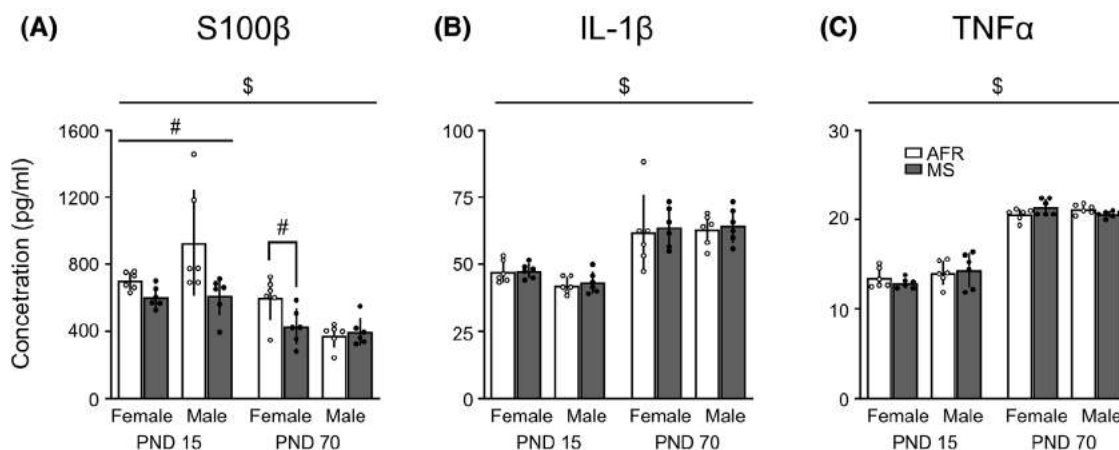 (A) S100β
(B) IL-1β
(C) TNFα
$
$
$
#
#
Concetration (pg/ml)
1600
1200
800
400
0
100
75
50
25
0
30
20
10
0
AFR
MS
Female Male Female Male
PND 15 PND 70
Female Male Female Male
PND 15 PND 70
Female Male Female Male
PND 15 PND 70